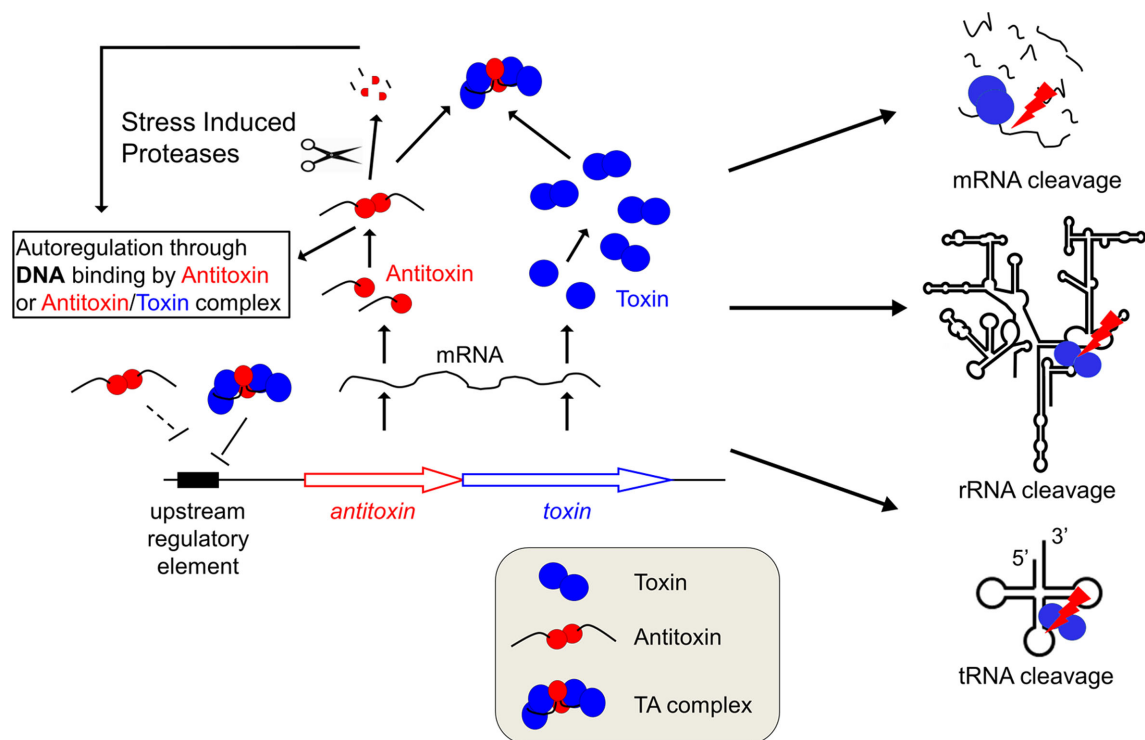 Stress Induced
Proteases
Autoregulation through
DNA binding by Antitoxin
or Antitoxin/Toxin complex
Antitoxin
Toxin
mRNA
upstream
regulatory
element
antitoxin
toxin
Toxin
Antitoxin
TA complex
mRNA cleavage
rRNA cleavage
5’
3’
tRNA cleavage